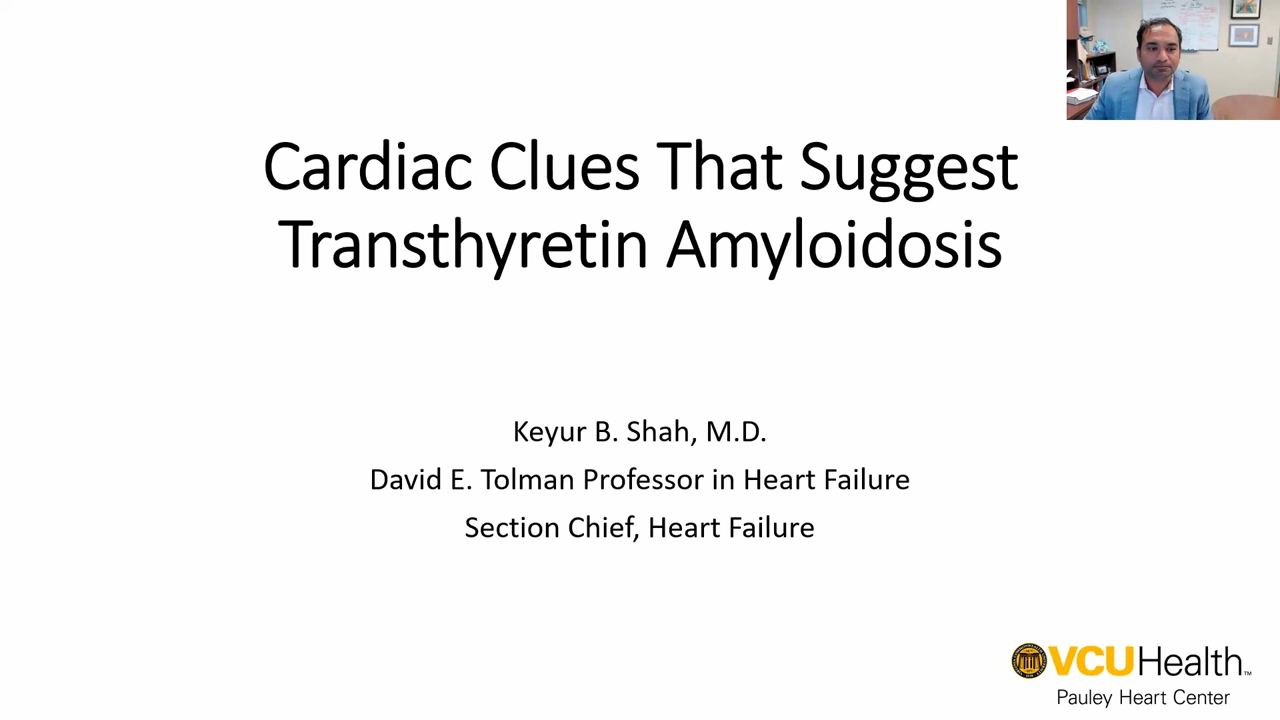 Cardiac Clues That Suggest
Transthyretin Amyloidosis
Keyur B. Shah, M.D.
David E. Tolman Professor in Heart Failure
Section Chief, Heart Failure
VCUHealth™
Pauley Heart Center